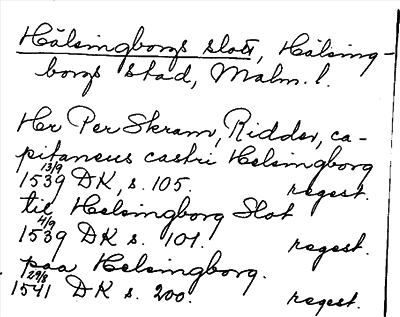 Hälsingborgs slott, Hälsing-
borgs stad, Malm. l.
Her Per Skram, Ridder, ca-
pitaneus castri Helsingborg
13/9
1539 DK, s. 105. regest.
til Helsingborg Slot
4/9
1539 DK s. 101. regest.
paa Helsingborg.
29/8
1541 DK s. 200. regest.